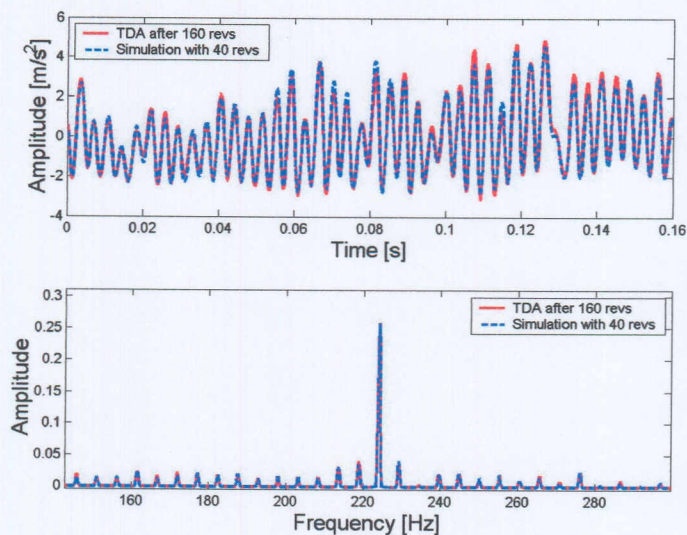 6
4
2
0
-2
-4
Amplitude [m/s²]
TDA after 160 revs
Simulation with 40 revs
0 0.02 0.04 0.06 0.08 0.1 0.12 0.14 0.16
Time [s]
0.3
0.25
0.20
0.15
0.1
0.05
0
Amplitude
TDA after 160 revs
Simulation with 40 revs
160 180 200 220 240 260 280
Frequency [Hz]